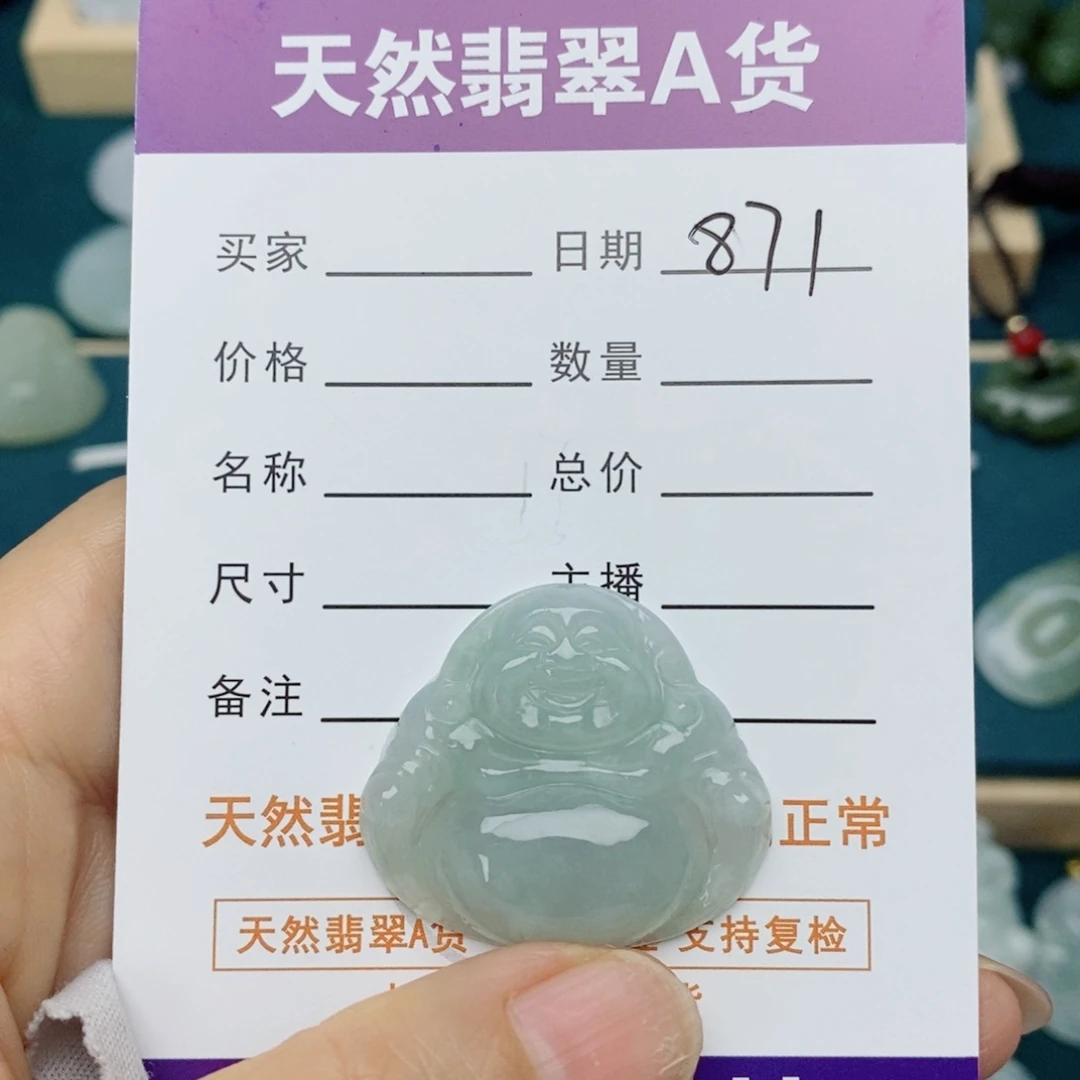 天然翡翠A货
买家 日期 871
价格 数量
名称 总价
尺寸 主播
备注
天然翡 正常
天然翡翠A货 支持复检